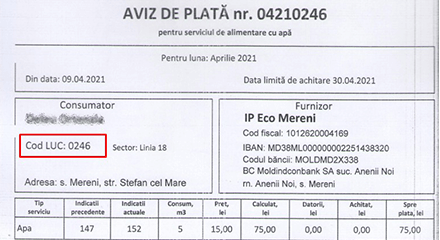 AVIZ DE PLATĂ nr. 04210246
pentru serviciul de alimentare cu apă
Pentru luna: Aprilie 2021
Din data: 09.04.2021
Data limită de achitare 30.04.2021
Consumator
Cod LUC: 0246
Sector: Linia 18
Adresa: s. Mereni, str. Stefan cel Mare
Furnizor
IP Eco Mereni
Cod fiscal: 1012620004169
IBAN: MD38ML000000002251438320
Codul băncii: MOLDMD2X338
BC Moldindconbank SA suc. Anenii Noi
rn. Anenii Noi, s. Mereni
Tip serviciu Indicatii precedente Indicatii actuale Consum, m3 Pret, lei Calculat, lei Datorii, lei Achitat, lei Spre plata, lei
Apa 147 152 5 15,00 75,00 0,00 0,00 75,00